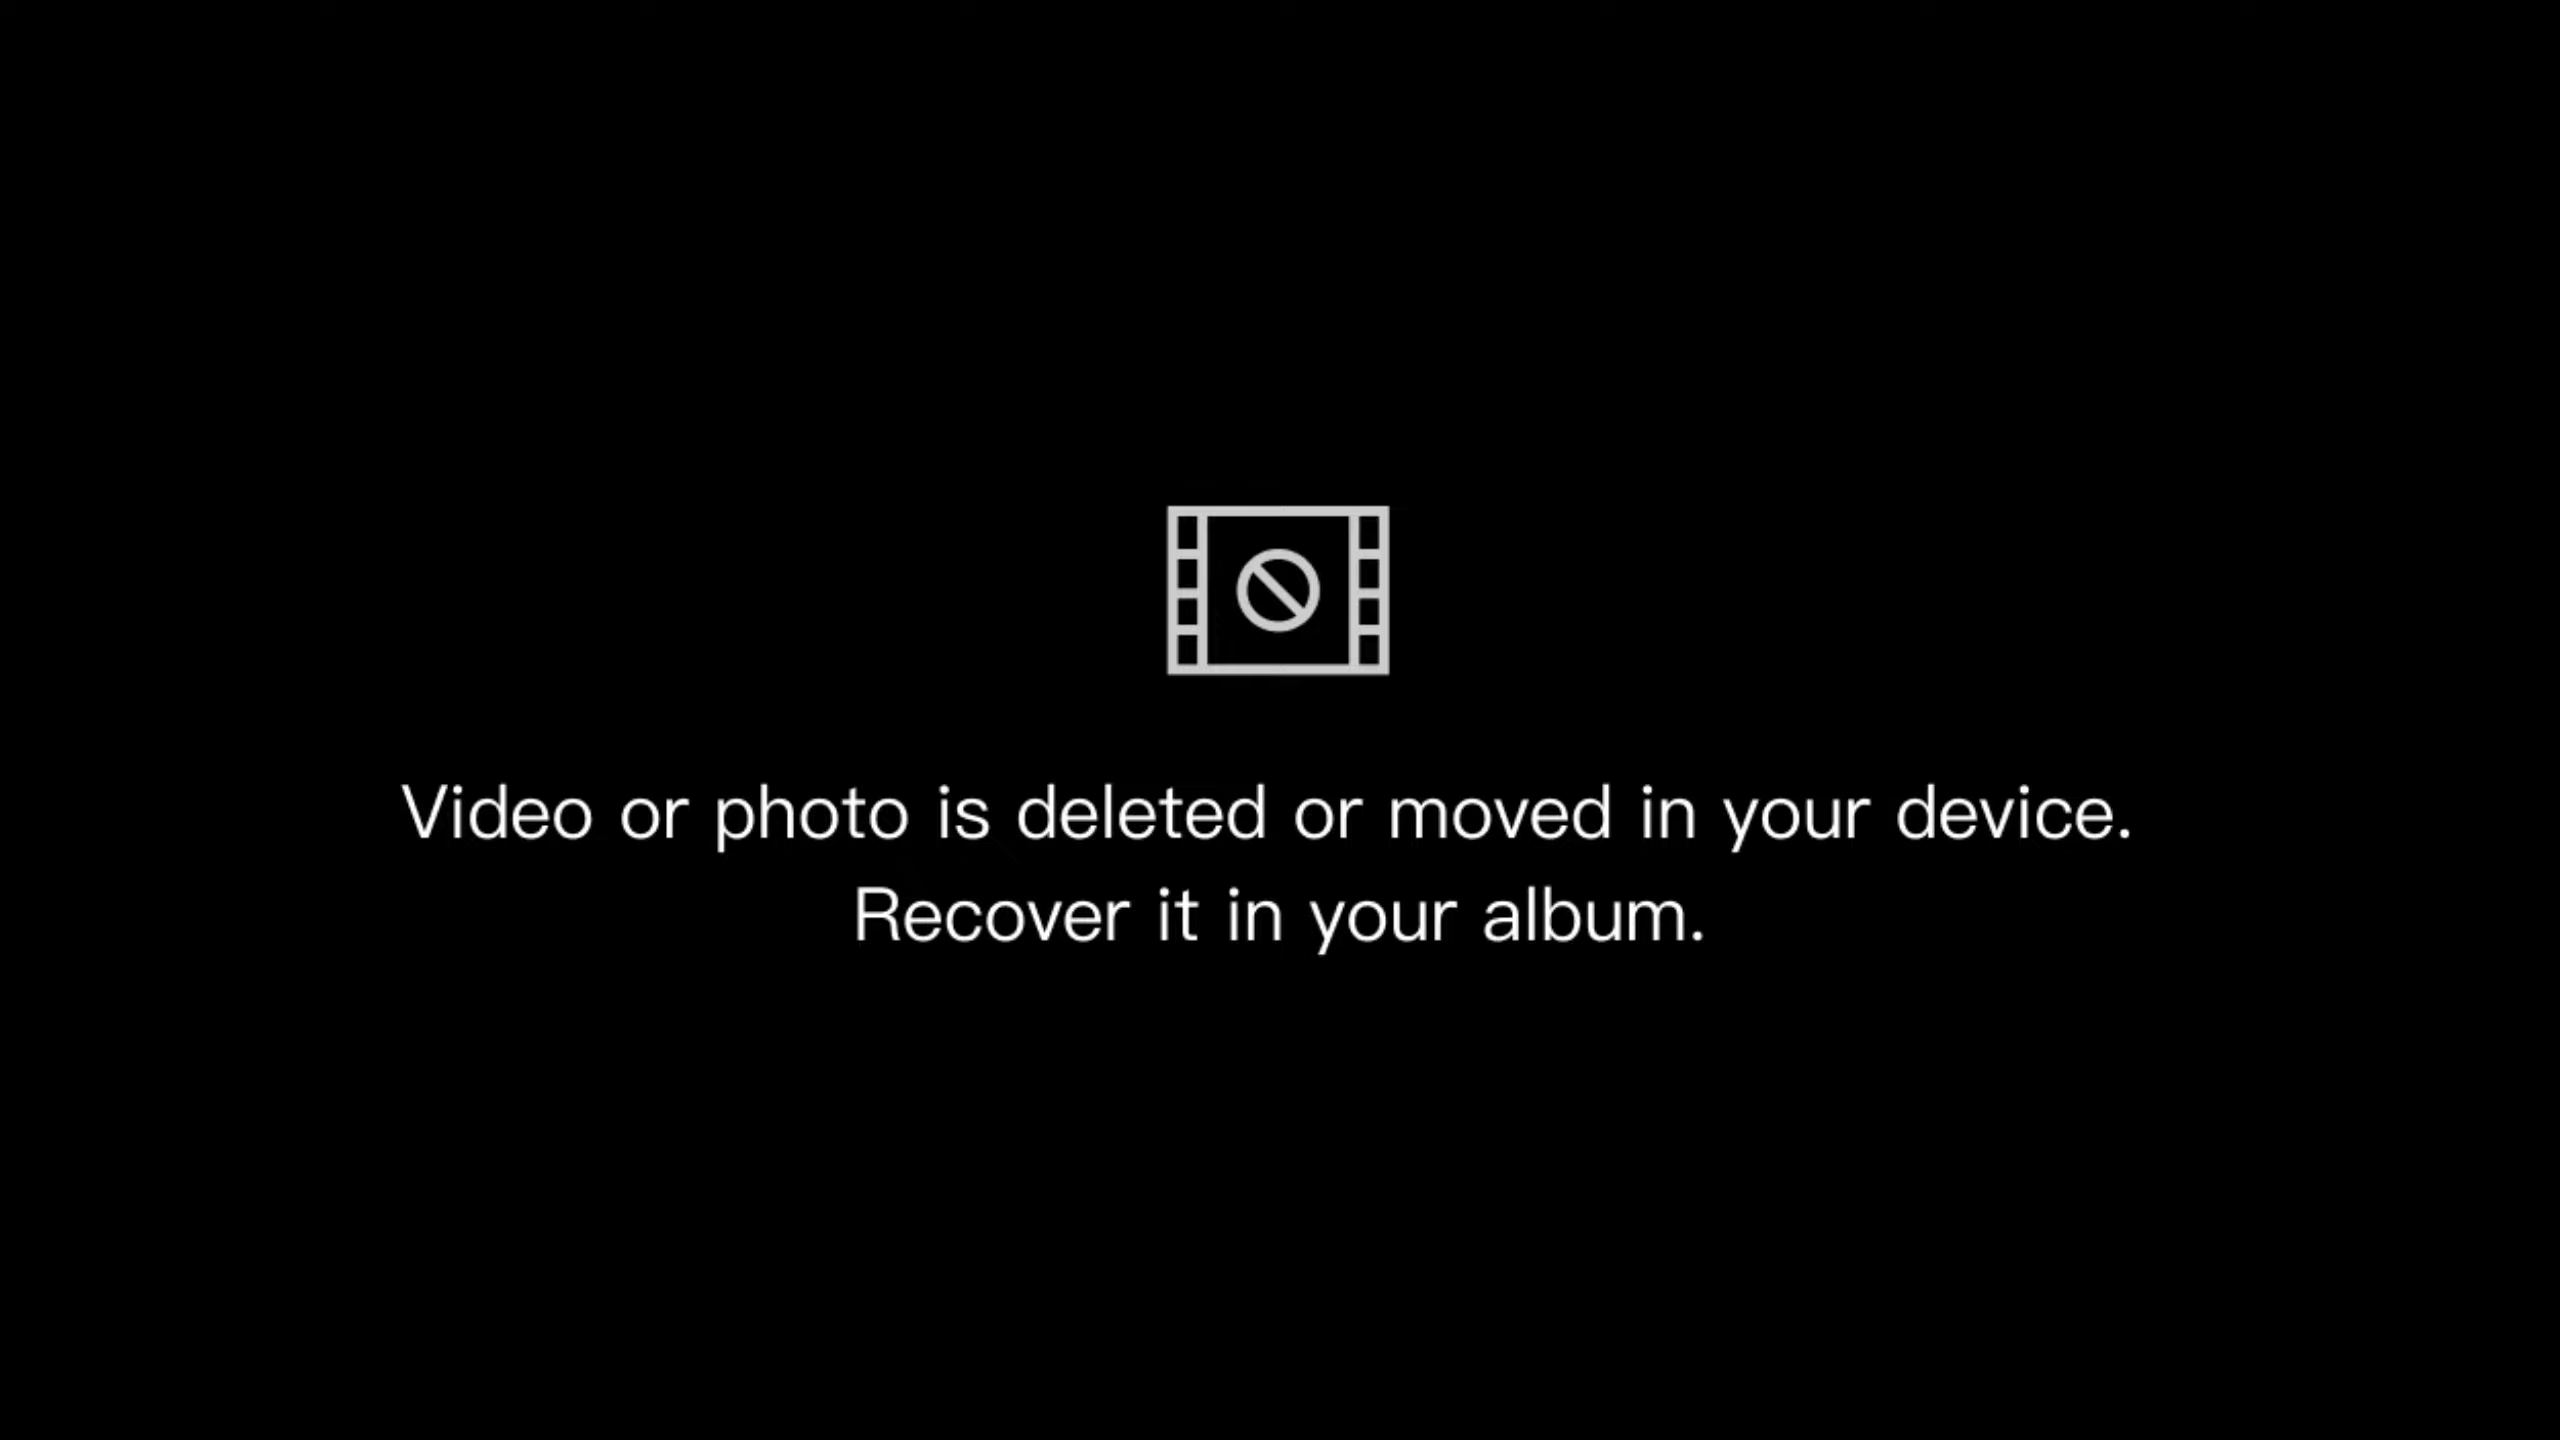 Video or photo is deleted or moved in your device.
Recover it in your album.